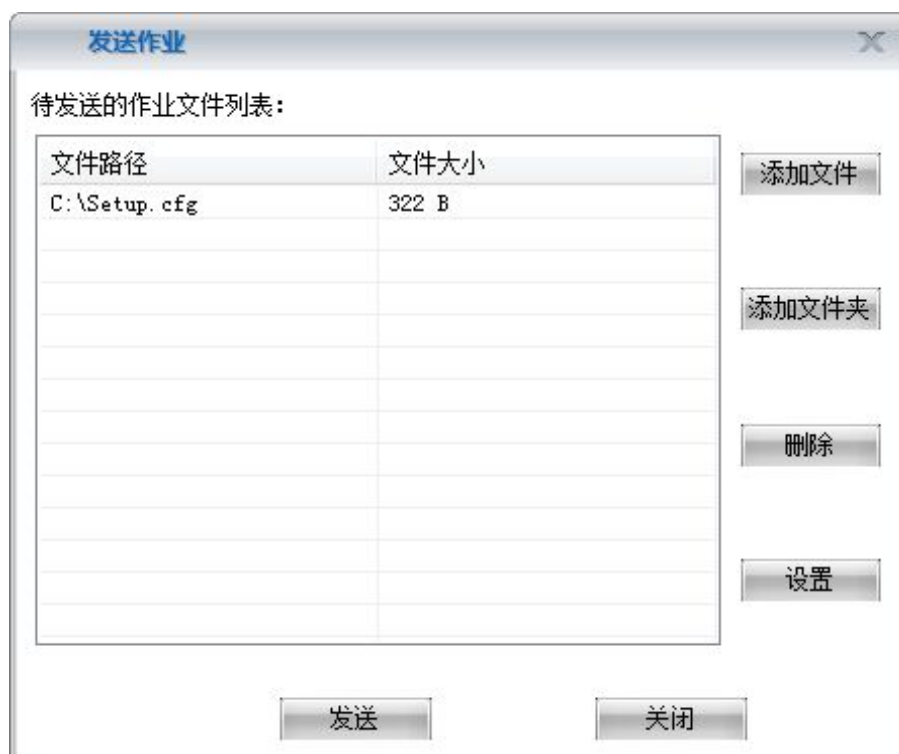 发送作业
待发送的作业文件列表：
文件路径 文件大小
C:\Setup.cfg 322 B
添加文件
添加文件夹
删除
设置
发送 关闭